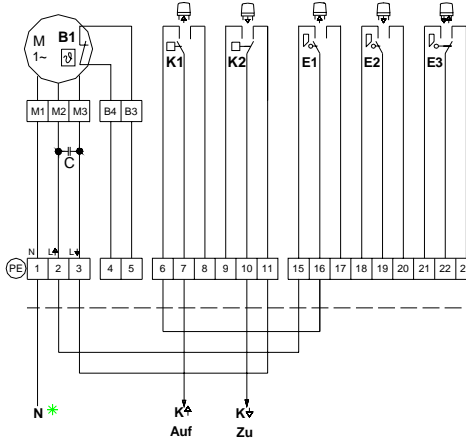 M B1
1~ ϑ
K1 K2 E1 E2 E3
M1 M2 M3 B4 B3
C
N L L
PE 1 2 3 4 5 6 7 8 9 10 11 15 16 17 18 19 20 21 22
N * K K
Auf Zu